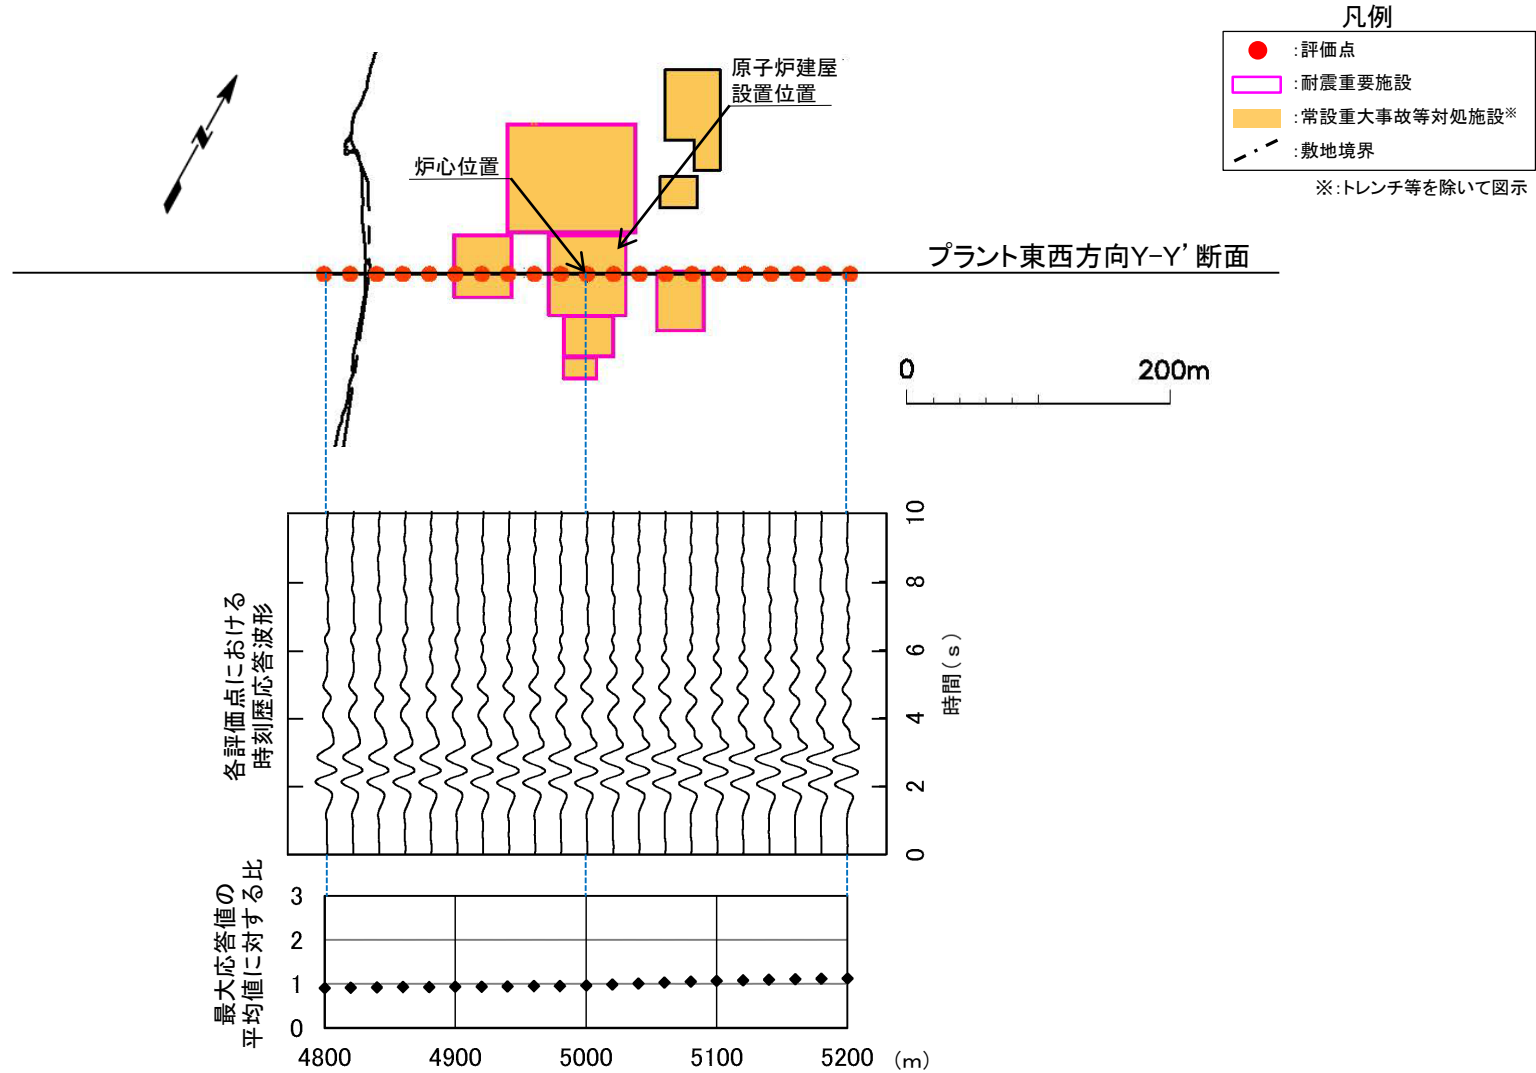 凡例
:評価点
:耐震重要施設
:常設重大事故等対処施設※
:敷地境界
※:トレンチ等を除いて図示
N
原子炉建屋
設置位置
炉心位置
プラント東西方向Y-Y’断面
0 200m
各評価点における
時刻歴応答波形
10
8
6
4
2
0
時間(s)
最大応答値の
平均値に対する比
3
2
1
0
4800 4900 5000 5100 5200 (m)